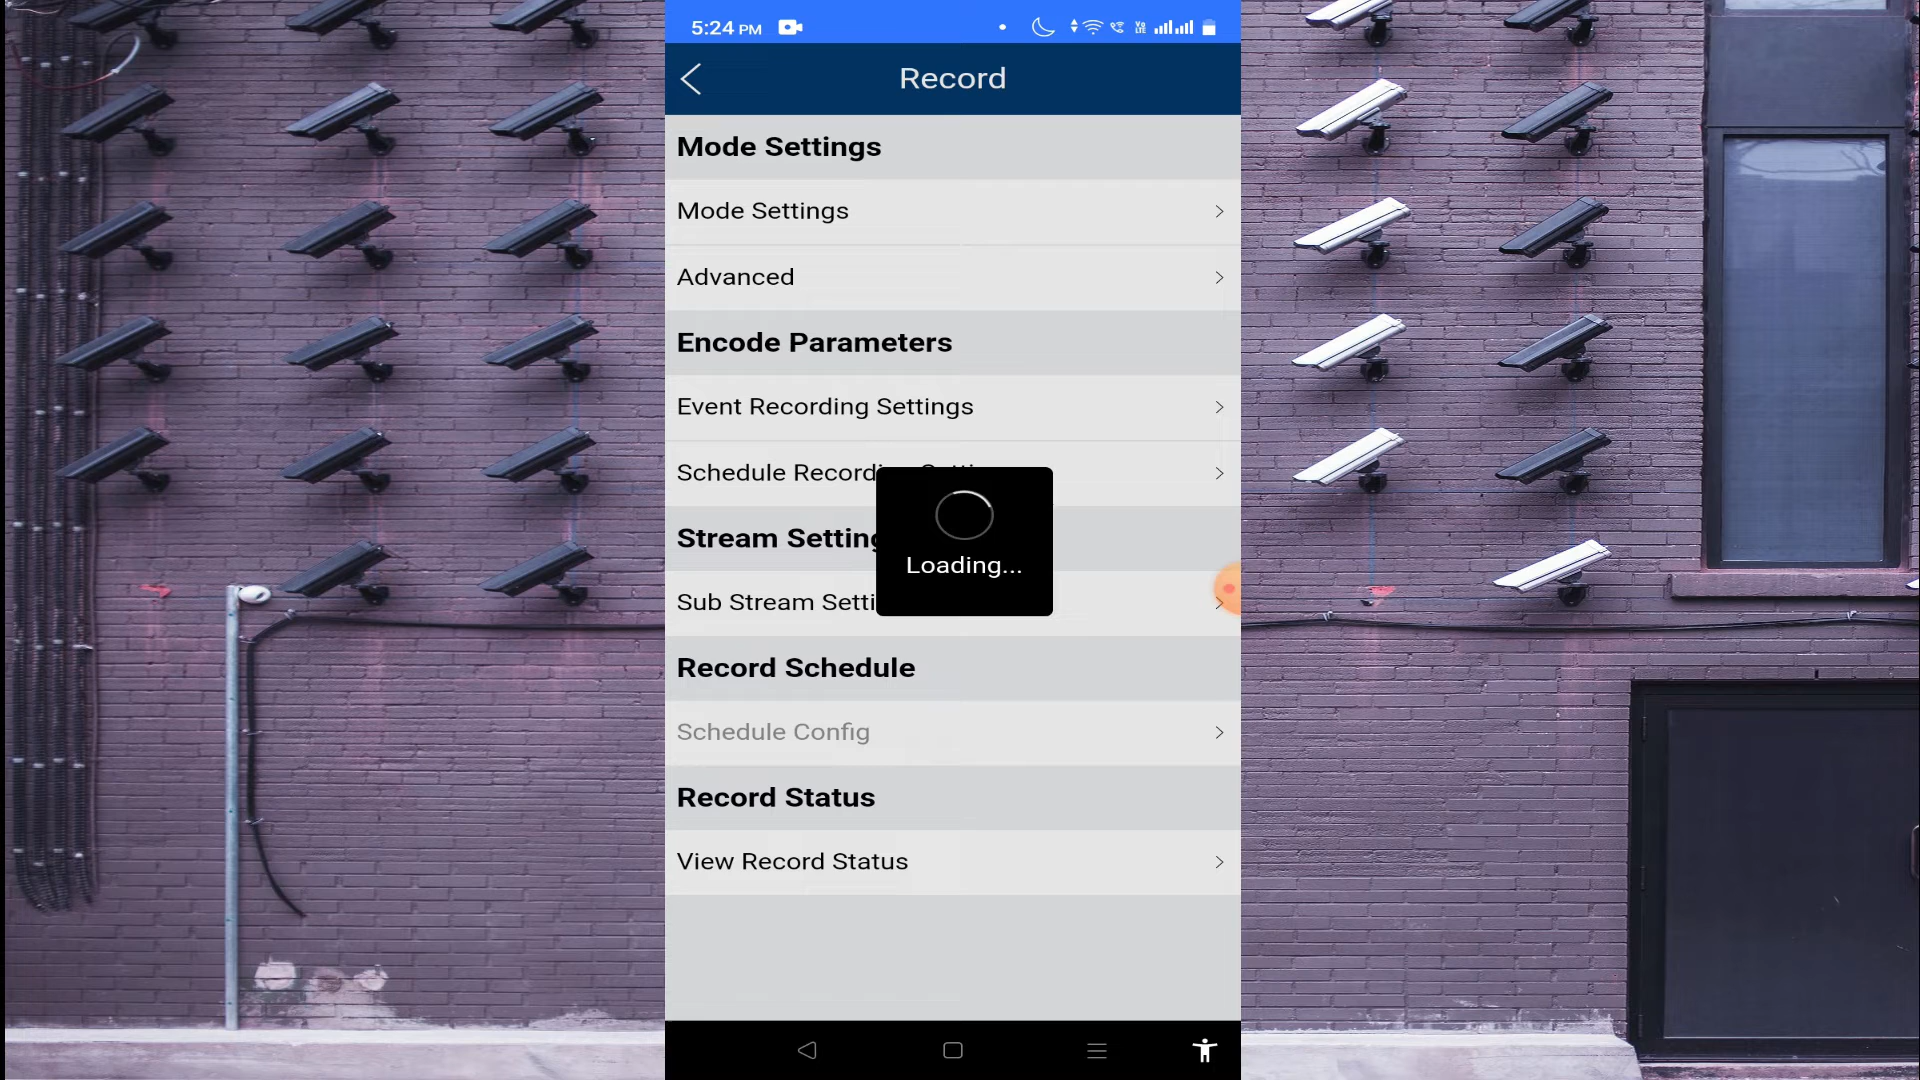 5:24 PM
Record
Mode Settings
Mode Settings
Advanced
Encode Parameters
Event Recording Settings
Schedule Recording
Stream Setting
Loading...
Sub Stream Setti
Record Schedule
Schedule Config
Record Status
View Record Status